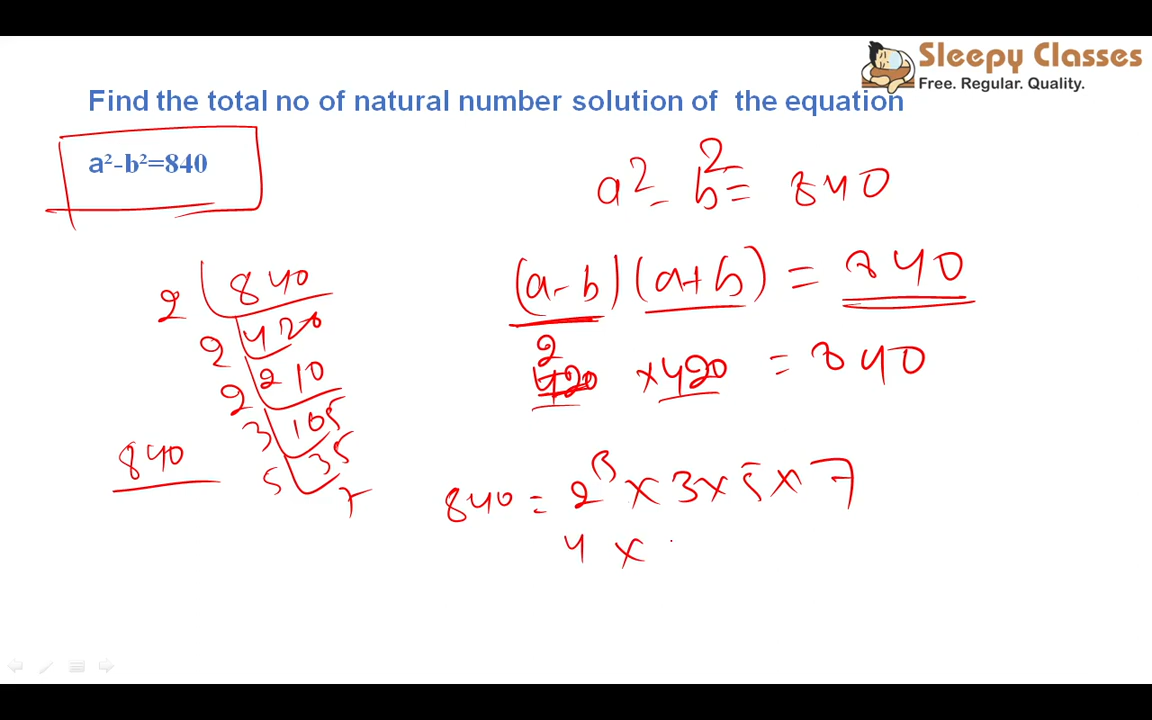 Sleepy Classes
Free. Regular. Quality.
Find the total no of natural number solution of the equation
a²-b²=840
a² - b² = 840
(a-b)(a+b) = 840
2
420 × 420 = 840
2 840
2 420
2 210
3 105
5 35
7
840
840 = 2³ × 3 × 5 × 7
4 ×